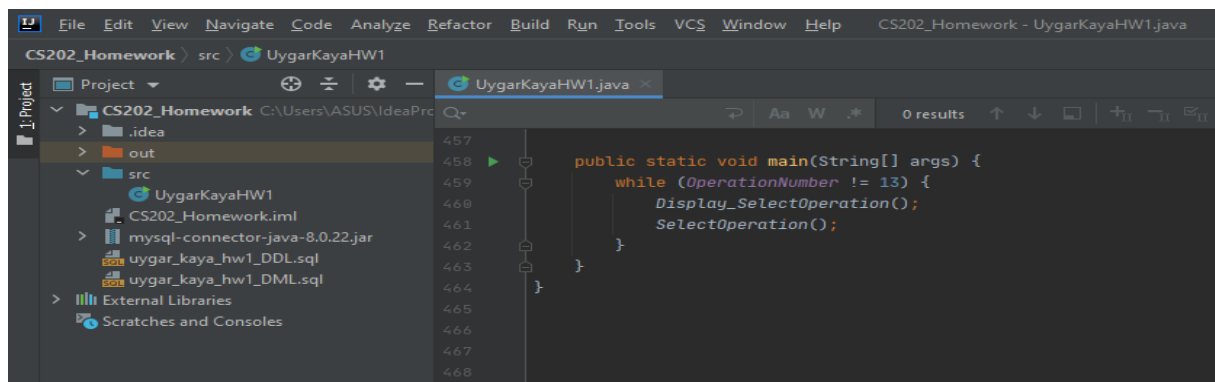 IJ File Edit View Navigate Code Analyze Refactor Build Run Tools VCS Window Help CS202_Homework - UygarKayaHW1.java
CS202_Homework src UygarKayaHW1
1: Project
Project
CS202_Homework C:\Users\ASUS\IdeaPrc
.idea
out
src
UygarKayaHW1
CS202_Homework.iml
mysql-connector-java-8.0.22.jar
uygar_kaya_hw1_DDL.sql
uygar_kaya_hw1_DML.sql
External Libraries
Scratches and Consoles
UygarKayaHW1.java
Aa W .* 0 results
457
458 public static void main(String[] args) {
459 while (OperationNumber != 13) {
460 Display_SelectOperation();
461 SelectOperation();
462 }
463 }
464 }
465
466
467
468